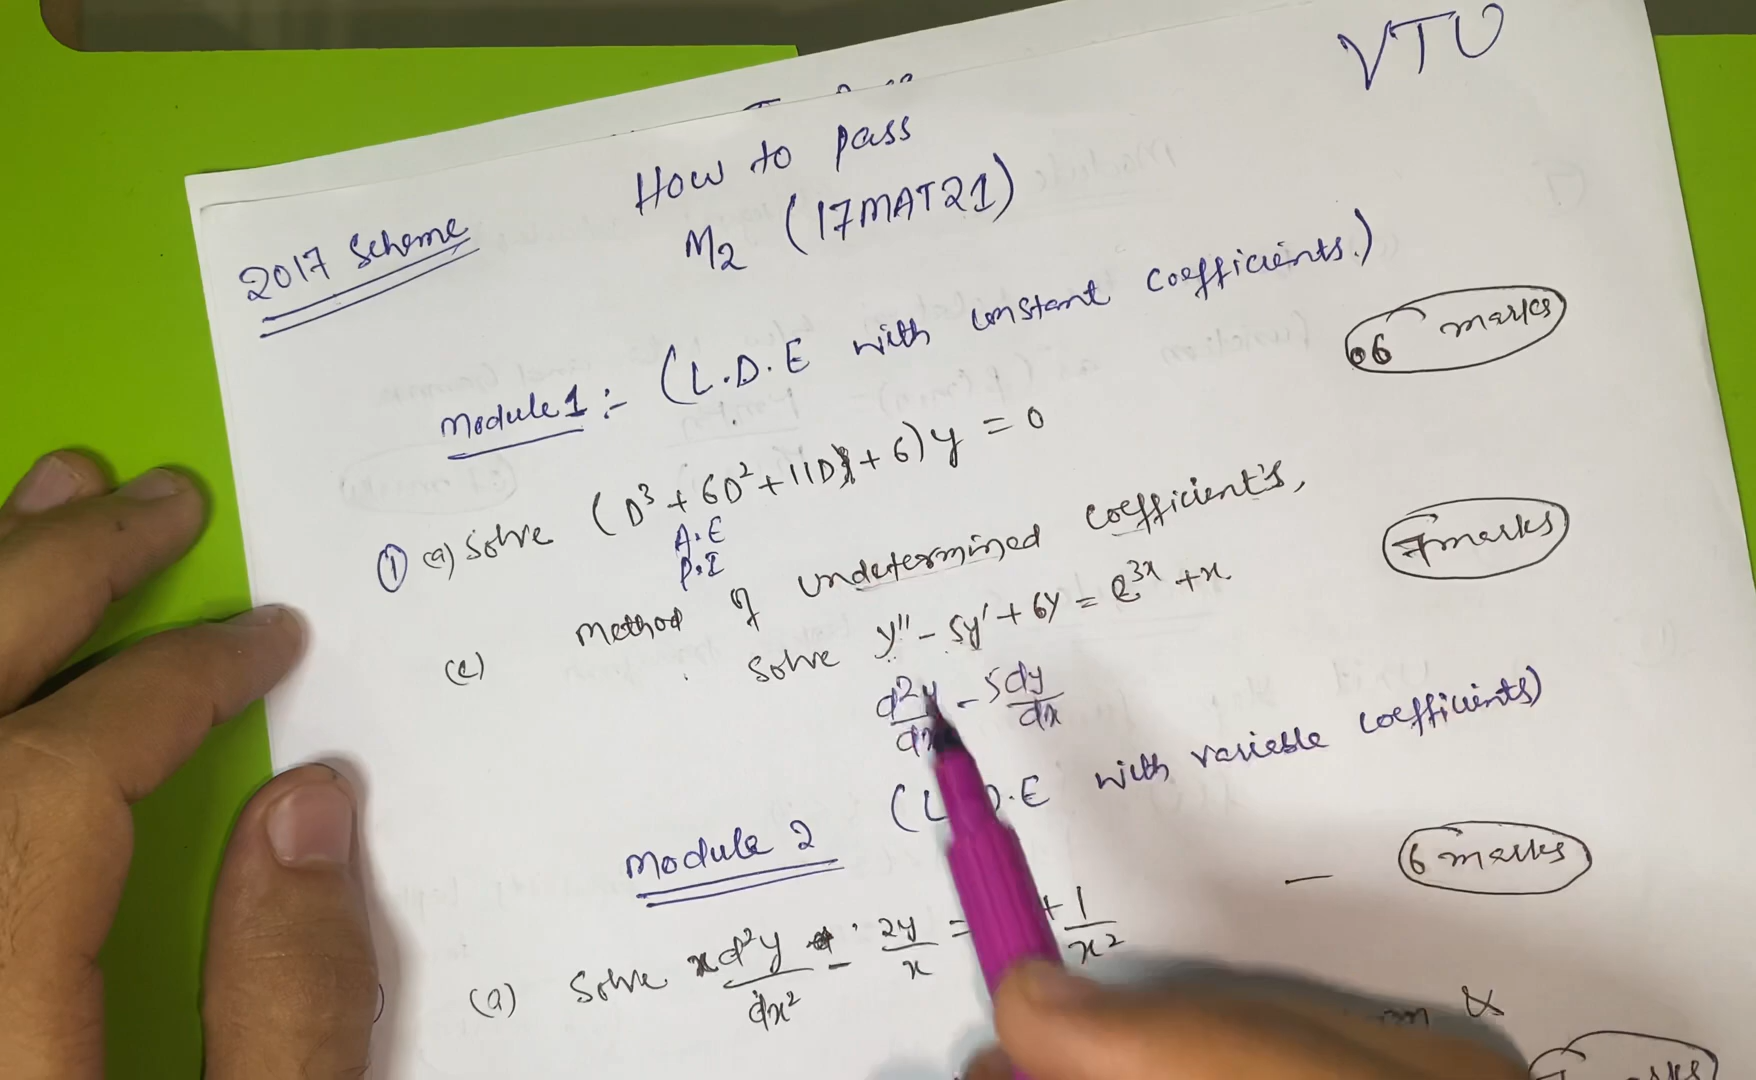 VTU
How to pass
M2 (17MAT21)
2017 Scheme
Module 1 :- (L.D.E with constant coefficients.)
06 marks
① (a) Solve (D³ + 6D² + 11D + 6)y = 0
A.E
P.I
Method of undetermined coefficient's,
7 marks
(c) Solve y'' - 5y' + 6y = e^3x + x.
d²y/dx - 5dy/dx
Module 2 (L.D.E with variable coefficients)
6 marks
(a) Solve x d²y/dx² - 2y/x = + 1/x²
&